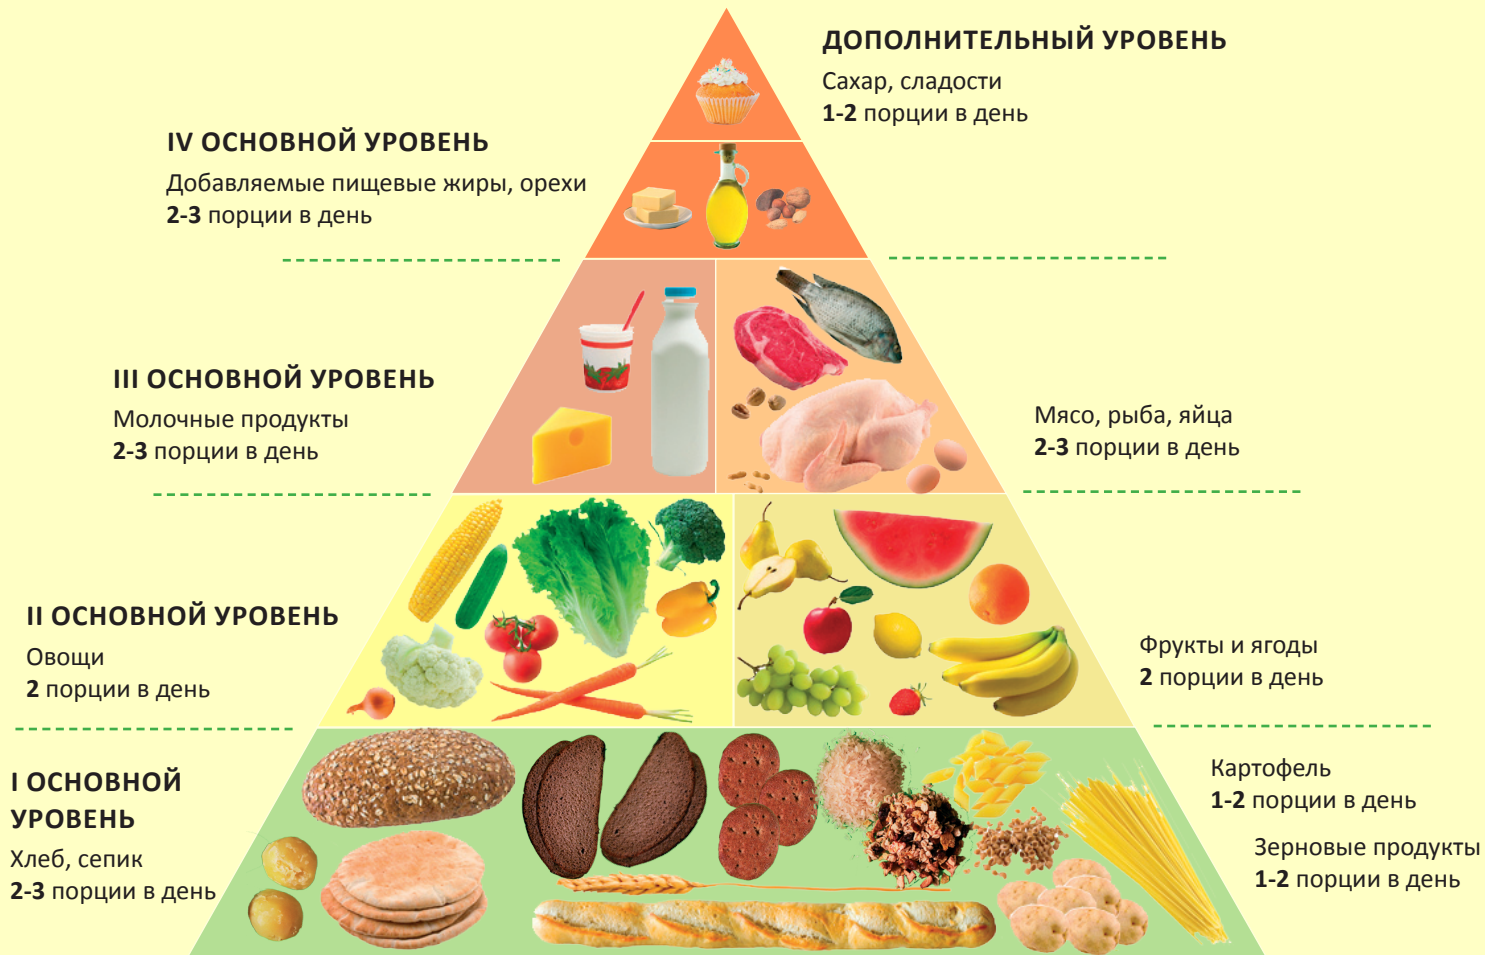 ДОПОЛНИТЕЛЬНЫЙ УРОВЕНЬ
Сахар, сладости
1-2 порции в день
IV ОСНОВНОЙ УРОВЕНЬ
Добавляемые пищевые жиры, орехи
2-3 порции в день
III ОСНОВНОЙ УРОВЕНЬ
Молочные продукты
2-3 порции в день
Мясо, рыба, яйца
2-3 порции в день
II ОСНОВНОЙ УРОВЕНЬ
Овощи
2 порции в день
Фрукты и ягоды
2 порции в день
I ОСНОВНОЙ
УРОВЕНЬ
Хлеб, сепик
2-3 порции в день
Картофель
1-2 порции в день
Зерновые продукты
1-2 порции в день